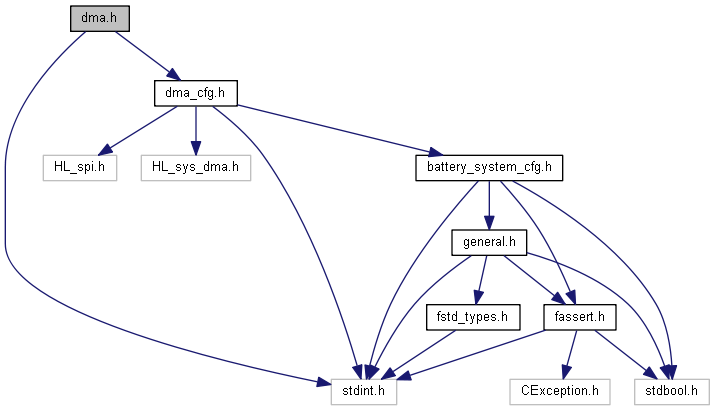 dma.h
dma_cfg.h
HL_spi.h
HL_sys_dma.h
battery_system_cfg.h
general.h
fstd_types.h
fassert.h
stdint.h
CException.h
stdbool.h